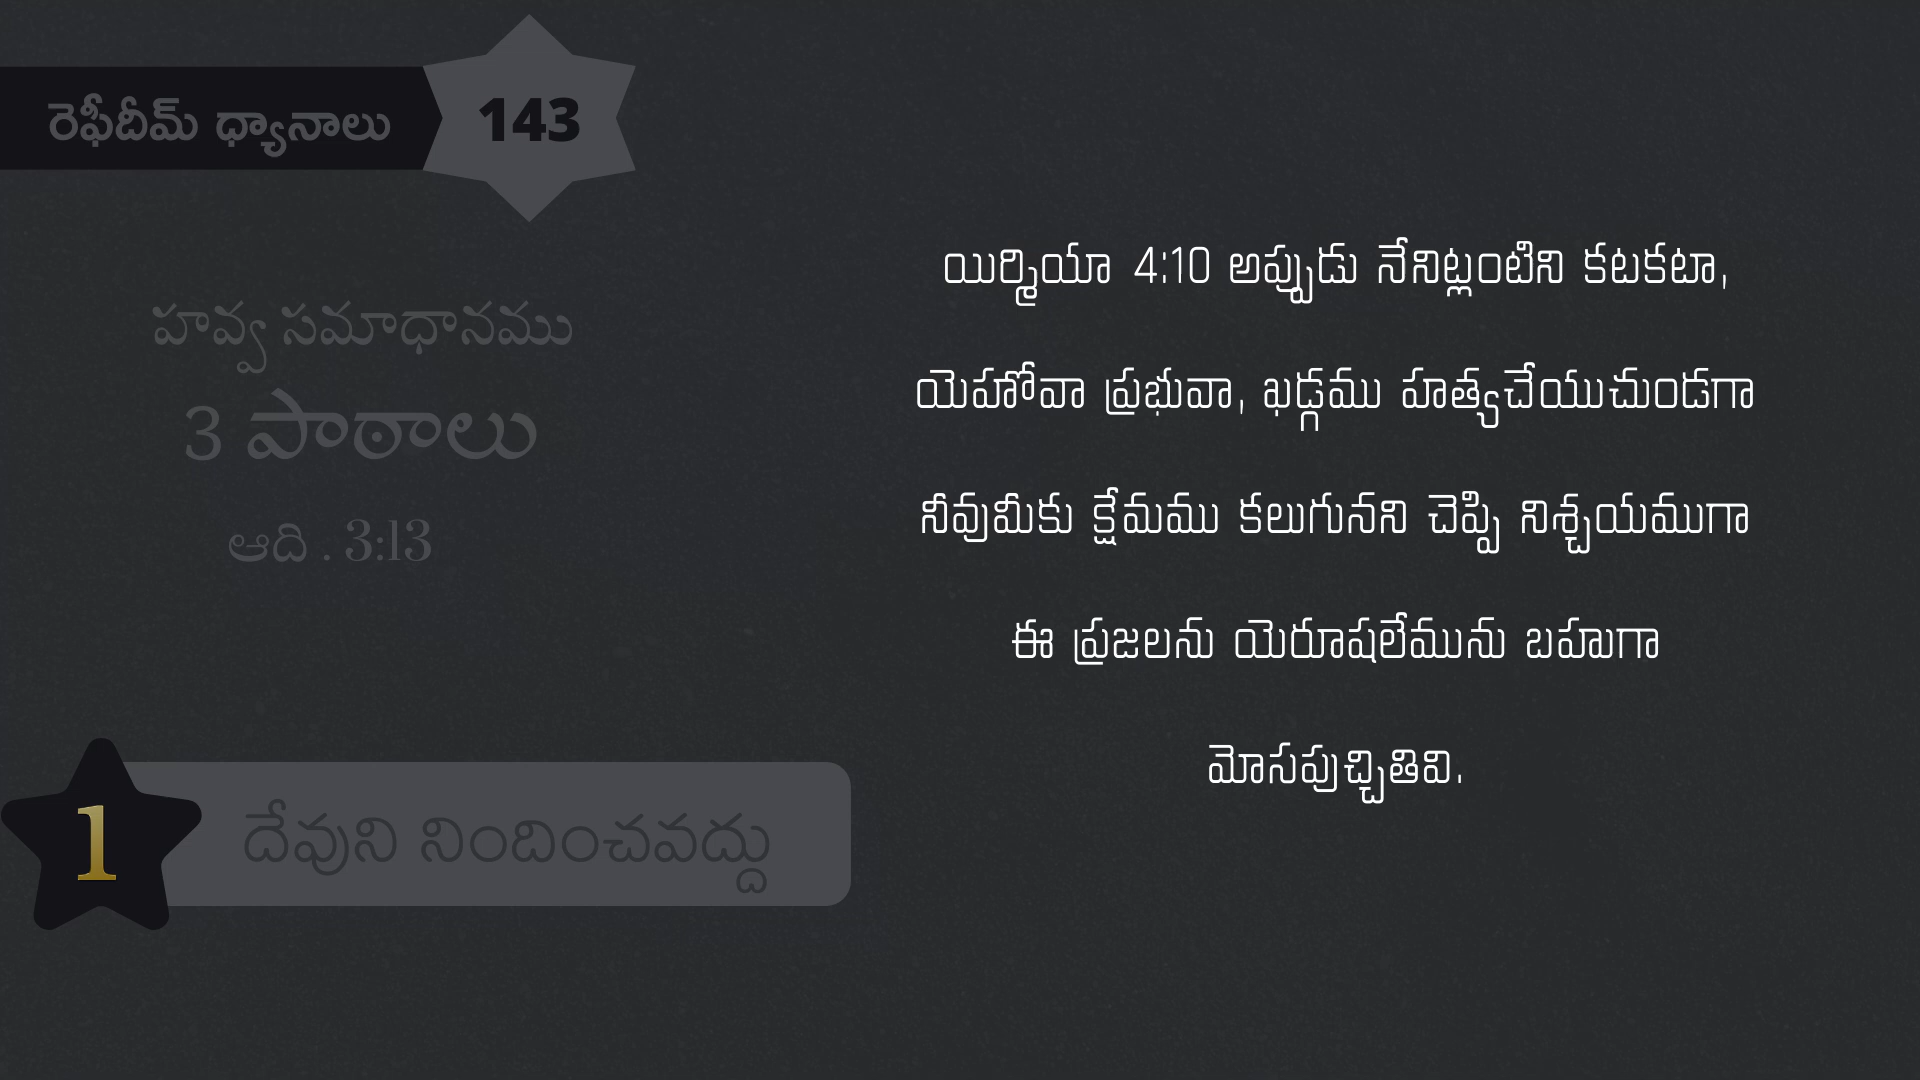 రెఫీదీమ్ ధ్యానాలు
143
హవ్వ సమాధానము
3 పాఠాలు
ఆది . 3:13
1
దేవుని నిందించవద్దు
యిర్మియా 4:10 అప్పుడు నేనిట్లంటిని కటకటా,
యెహోవా ప్రభువా, ఖడ్గము హత్యచేయుచుండగా
నీవుమీకు క్షేమము కలుగునని చెప్పి నిశ్చయముగా
ఈ ప్రజలను యెరూషలేమును బహుగా
మోసపుచ్చితివి.